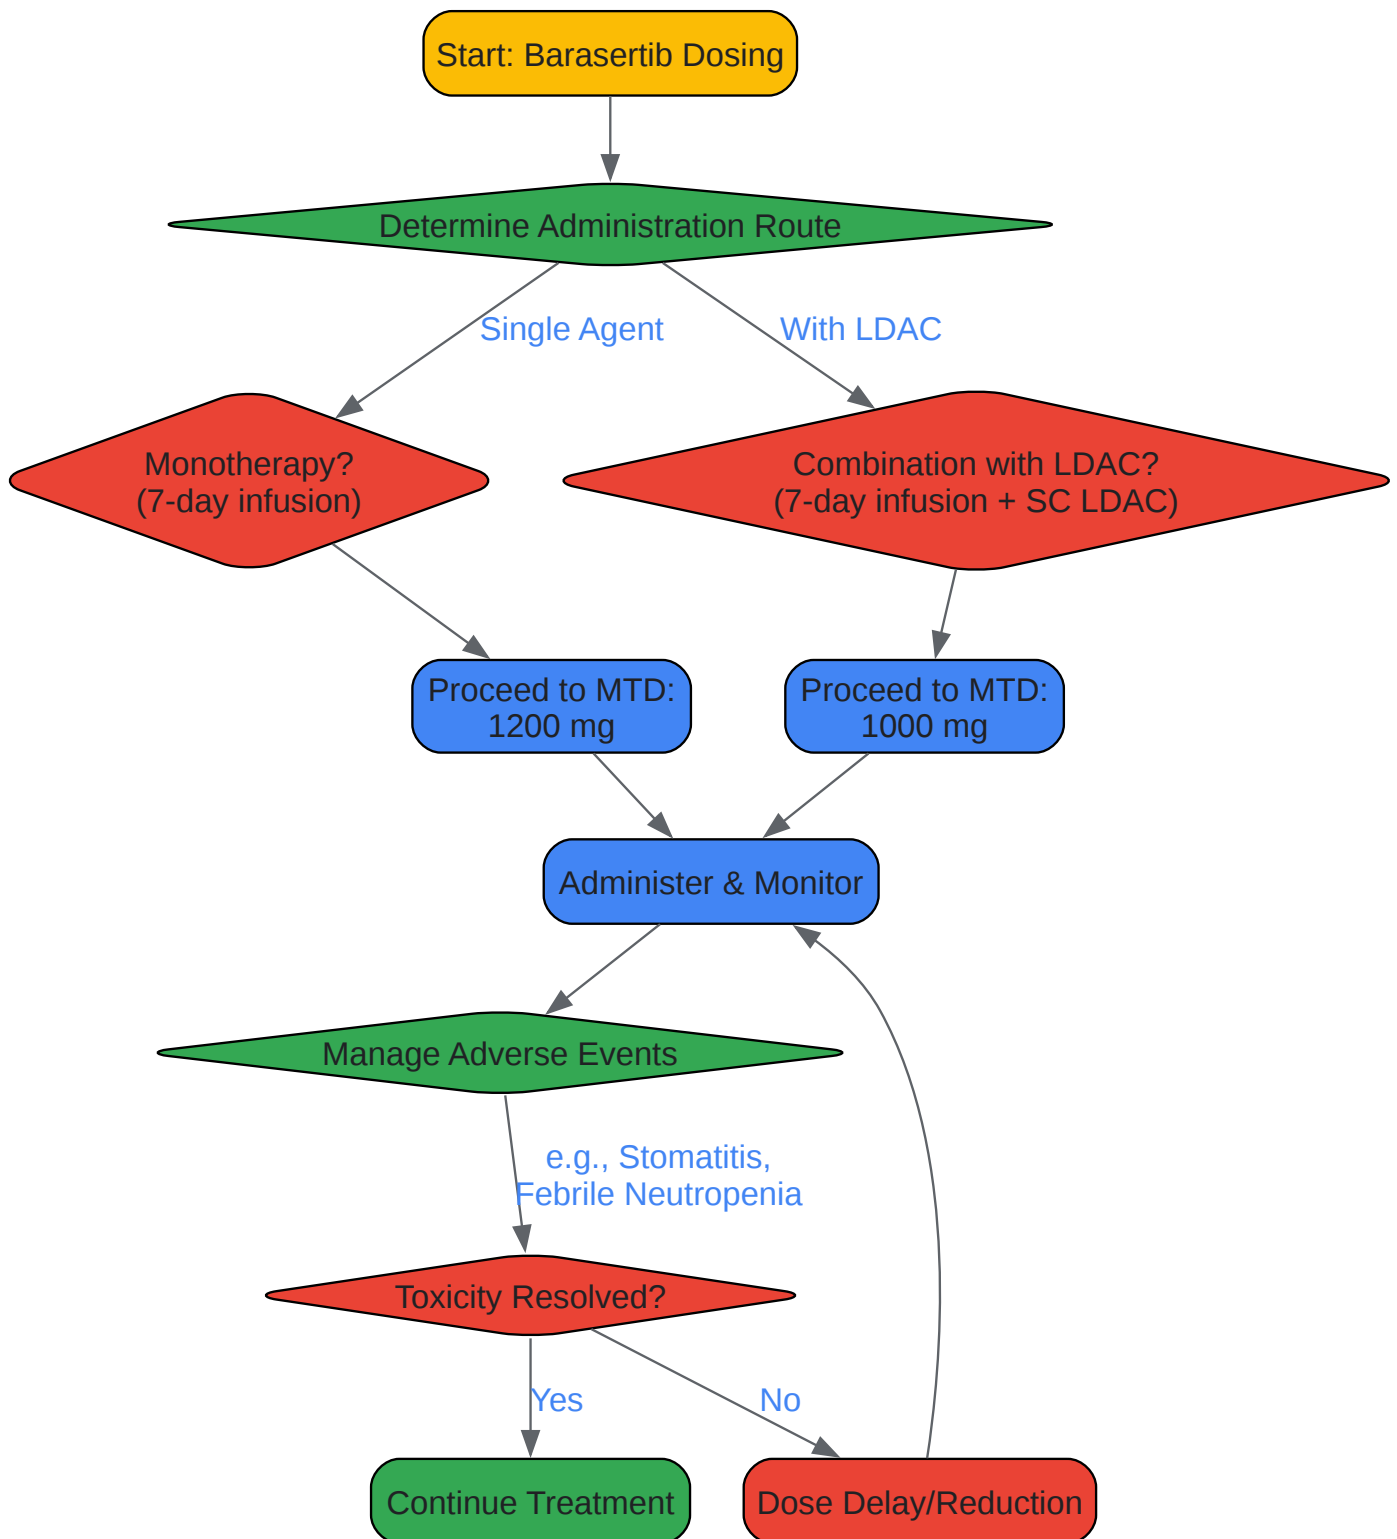 Start: Barasertib Dosing
Determine Administration Route
Single Agent
With LDAC
Monotherapy?
(7-day infusion)
Combination with LDAC?
(7-day infusion + SC LDAC)
Proceed to MTD:
1200 mg
Proceed to MTD:
1000 mg
Administer & Monitor
Manage Adverse Events
e.g., Stomatitis,
Febrile Neutropenia
Toxicity Resolved?
Yes
No
Continue Treatment
Dose Delay/Reduction